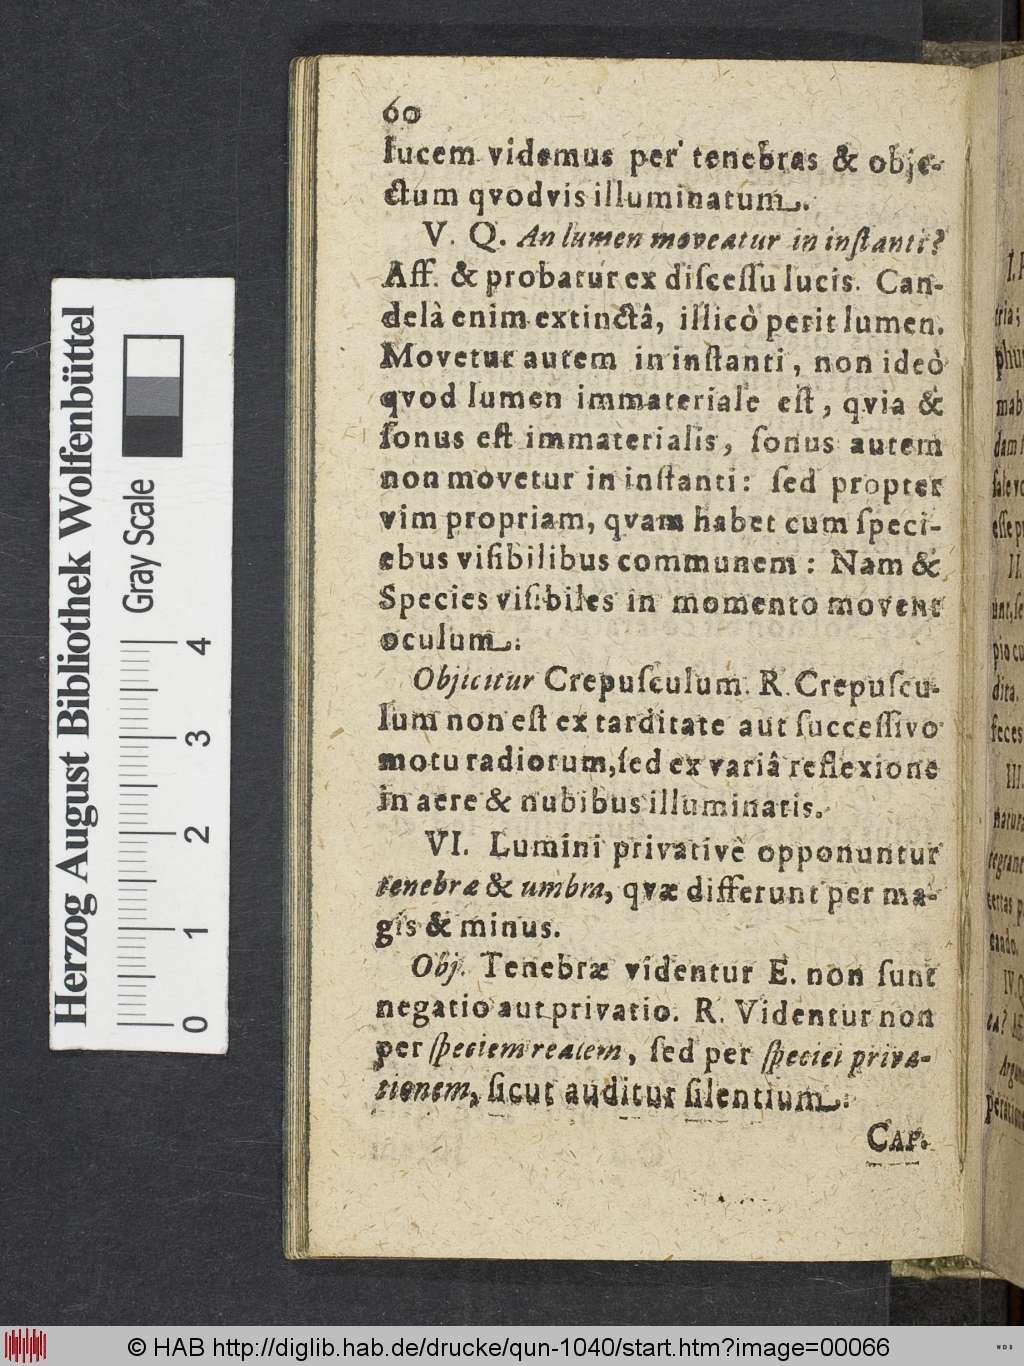 60
lucem videmus per tenebras & obje-
ctum qvodvis illuminatum.
V. Q. An lumen moveatur in inſtanti?
Aff. & probatur ex diſceſſu lucis. Can-
delà enim extinctâ, illicò perit lumen.
Movetur autem in inſtanti, non ideò
qvod lumen immateriale eſt, qvia &
ſonus eſt immaterialis, ſonus autem
non movetur in inſtanti: ſed propter
vim propriam, qvam habet cum ſpeci-
ebus viſibilibus communem: Nam &
Species viſibiles in momento movent
oculum.
Objicitur Crepuſculum. R. Crepuſcu-
lum non eſt ex tarditate aut ſucceſſivo
motu radiorum, ſed ex variâ reflexione
in aere & nubibus illuminatis.
VI. Lumini privativè opponuntur
tenebræ & umbra, qvæ differunt per ma-
gis & minus.
Obj. Tenebræ videntur E. non ſunt
negatio aut privatio. R. Videntur non
per ſpeciem realem, ſed per ſpeciei priva-
tionem, ſicut auditur ſilentium.
CAP.
Herzog August Bibliothek Wolfenbüttel
Gray Scale
0 1 2 3 4
© HAB http://diglib.hab.de/drucke/qun-1040/start.htm?image=00066